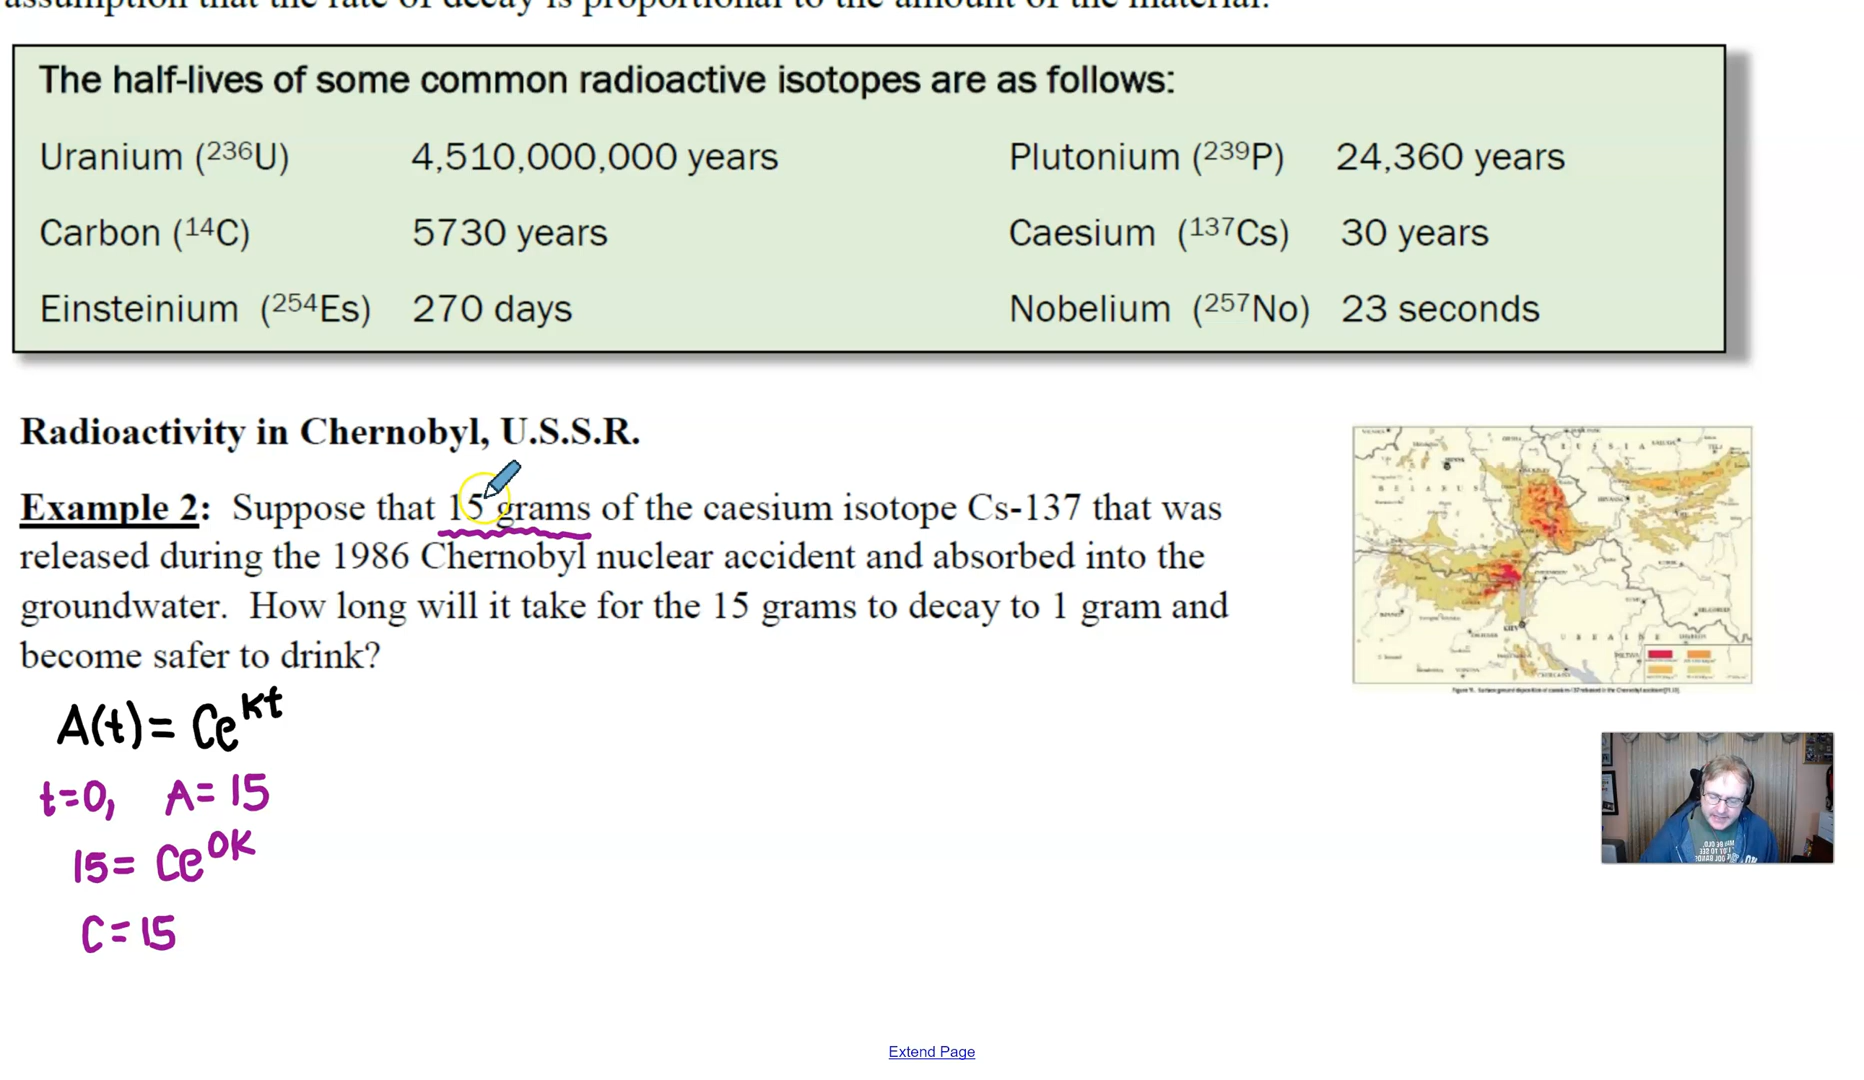 assumption that the rate of decay is proportional to the amount of the material.
The half-lives of some common radioactive isotopes are as follows:
Uranium (²³⁶U) 4,510,000,000 years Plutonium (²³⁹P) 24,360 years
Carbon (¹⁴C) 5730 years Caesium (¹³⁷Cs) 30 years
Einsteinium (²⁵⁴Es) 270 days Nobelium (²⁵⁷No) 23 seconds
Radioactivity in Chernobyl, U.S.S.R.
Example 2: Suppose that 15 grams of the caesium isotope Cs-137 that was
released during the 1986 Chernobyl nuclear accident and absorbed into the
groundwater. How long will it take for the 15 grams to decay to 1 gram and
become safer to drink?
A(t)= Ce^kt
t=0, A= 15
15= Ce^0k
C=15
Extend Page